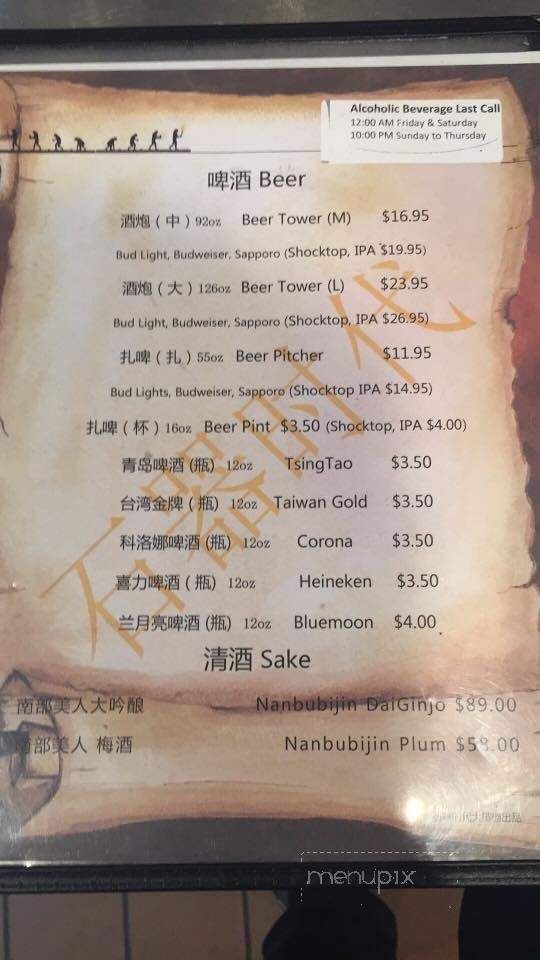 Alcoholic Beverage Last Call
12:00 AM Friday & Saturday
10:00 PM Sunday to Thursday
啤酒 Beer
酒炮（中）92oz Beer Tower (M) $16.95
Bud Light, Budweiser, Sapporo (Shocktop, IPA $19.95)
酒炮（大）126oz Beer Tower (L) $23.95
Bud Light, Budweiser, Sapporo (Shocktop, IPA $26.95)
扎啤（扎）55oz Beer Pitcher $11.95
Bud Lights, Budweiser, Sapporo (Shocktop IPA $14.95)
扎啤（杯）16oz Beer Pint $3.50 (Shocktop, IPA $4.00)
青岛啤酒 (瓶) 12oz TsingTao $3.50
台湾金牌 ( 瓶) 12oz Taiwan Gold $3.50
科洛娜啤酒 (瓶) 12oz Corona $3.50
喜力啤酒 ( 瓶) 12oz Heineken $3.50
兰月亮啤酒 (瓶) 12oz Bluemoon $4.00
石器时代
清酒 Sake
南部美人大吟酿 Nanbubijin DaiGinjo $89.00
南部美人 梅酒 Nanbubijin Plum $58.00
menupix